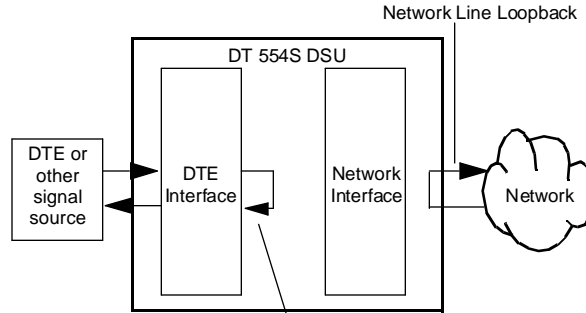 Network Line Loopback
DT 554S DSU
DTE or
other
signal
source
DTE
Interface
Network
Interface
Network